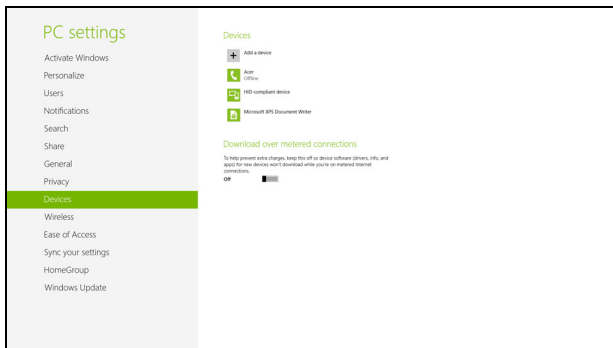 PC settings
Activate Windows
Personalize
Users
Notifications
Search
Share
General
Privacy
Devices
Wireless
Ease of Access
Sync your settings
HomeGroup
Windows Update
Devices
Add a device
Acer
Offline
HID-compliant device
Microsoft XPS Document Writer
Download over metered connections
To help prevent extra charges, keep this off so device software (drivers, info, and
apps) for new devices won't download while you're on metered Internet
connections.
Off